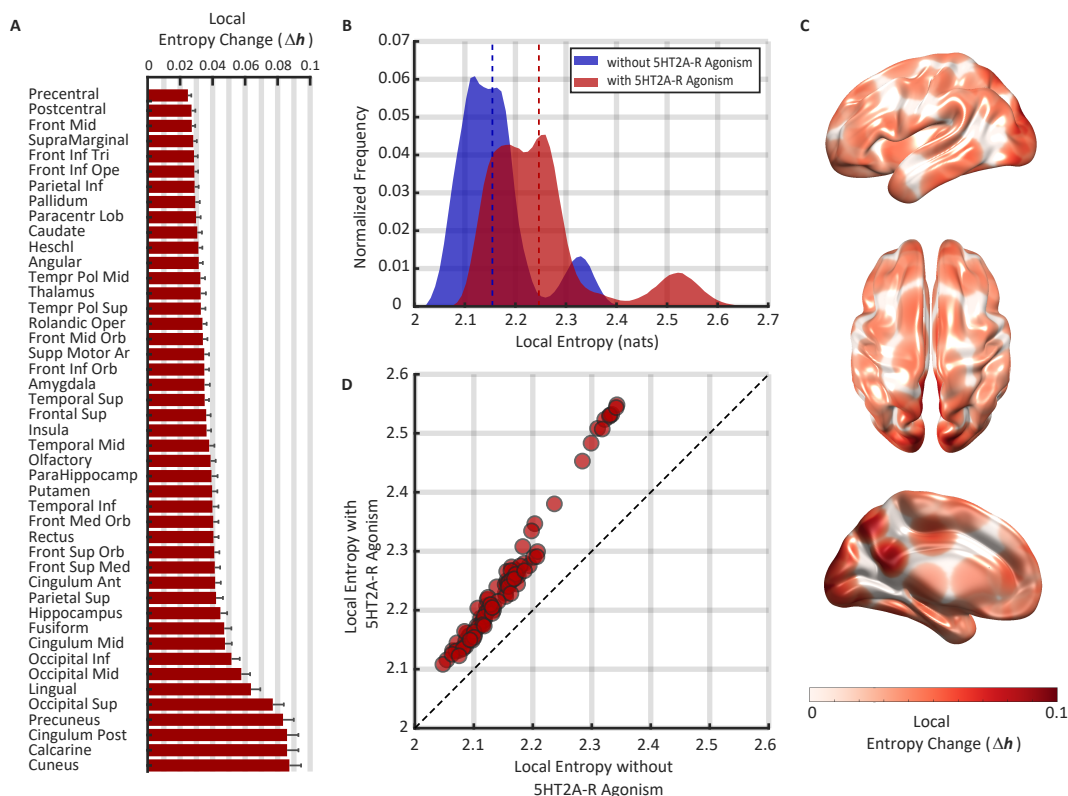 A
Local
Entropy Change (Δh)
0 0.02 0.04 0.06 0.08 0.1
Precentral
Postcentral
Front Mid
SupraMarginal
Front Inf Tri
Front Inf Ope
Parietal Inf
Pallidum
Paracentr Lob
Caudate
Heschl
Angular
Tempr Pol Mid
Thalamus
Tempr Pol Sup
Rolandic Oper
Front Mid Orb
Supp Motor Ar
Front Inf Orb
Amygdala
Temporal Sup
Frontal Sup
Insula
Temporal Mid
Olfactory
ParaHippocamp
Putamen
Temporal Inf
Front Med Orb
Rectus
Front Sup Orb
Front Sup Med
Cingulum Ant
Parietal Sup
Hippocampus
Fusiform
Cingulum Mid
Occipital Inf
Occipital Mid
Lingual
Occipital Sup
Precuneus
Cingulum Post
Calcarine
Cuneus
B
Normalized Frequency
0.07
0.06
0.05
0.04
0.03
0.02
0.01
0
without 5HT2A-R Agonism
with 5HT2A-R Agonism
2 2.1 2.2 2.3 2.4 2.5 2.6 2.7
Local Entropy (nats)
C
0 0.1
Local
Entropy Change (Δh)
D
Local Entropy with
5HT2A-R Agonism
2.6
2.5
2.4
2.3
2.2
2.1
2
2 2.1 2.2 2.3 2.4 2.5 2.6
Local Entropy without
5HT2A-R Agonism